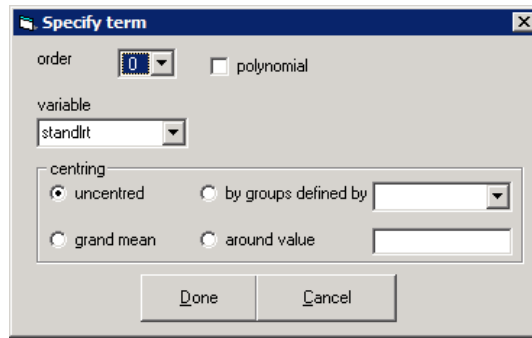 Specify term
order 0 polynomial
variable
standlrt
centring
uncentred by groups defined by
grand mean around value
Done Cancel